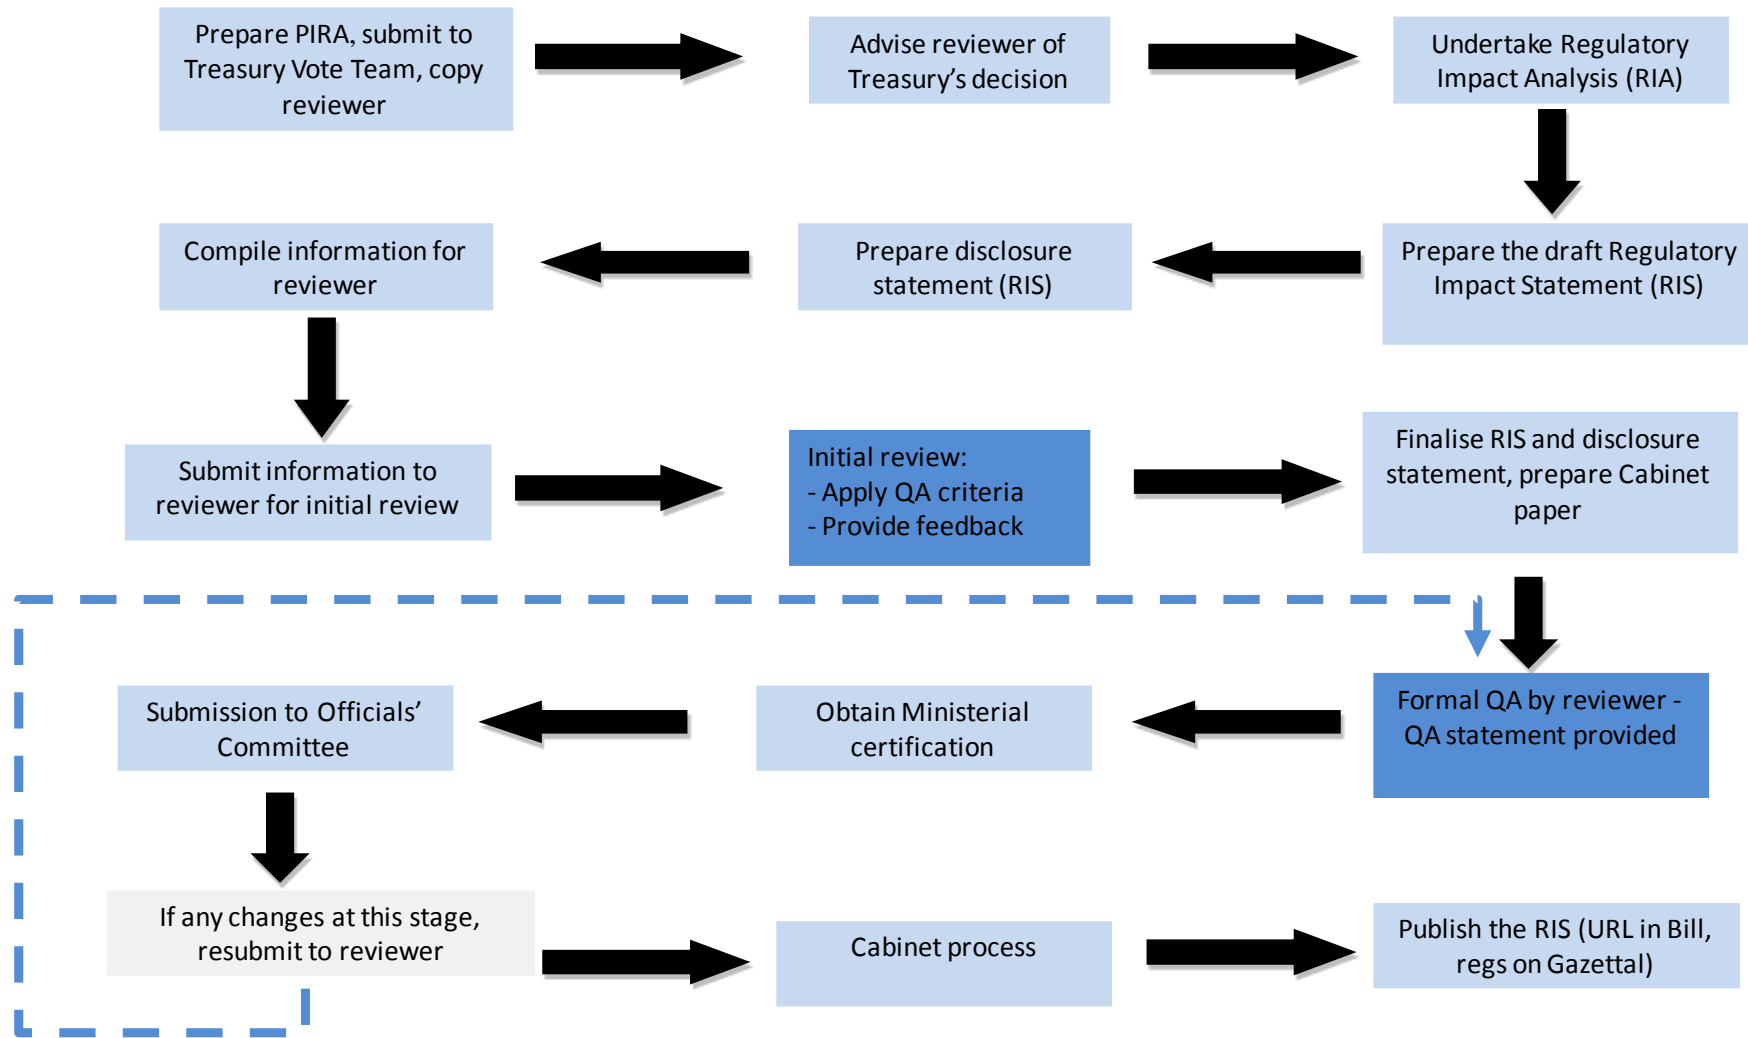 Prepare PIRA, submit to
Treasury Vote Team, copy
reviewer
Advise reviewer of
Treasury’s decision
Undertake Regulatory
Impact Analysis (RIA)
Prepare the draft Regulatory
Impact Statement (RIS)
Prepare disclosure
statement (RIS)
Compile information for
reviewer
Submit information to
reviewer for initial review
Initial review:
- Apply QA criteria
- Provide feedback
Finalise RIS and disclosure
statement, prepare Cabinet
paper
Formal QA by reviewer -
QA statement provided
Obtain Ministerial
certification
Submission to Officials’
Committee
If any changes at this stage,
resubmit to reviewer
Cabinet process
Publish the RIS (URL in Bill,
regs on Gazettal)